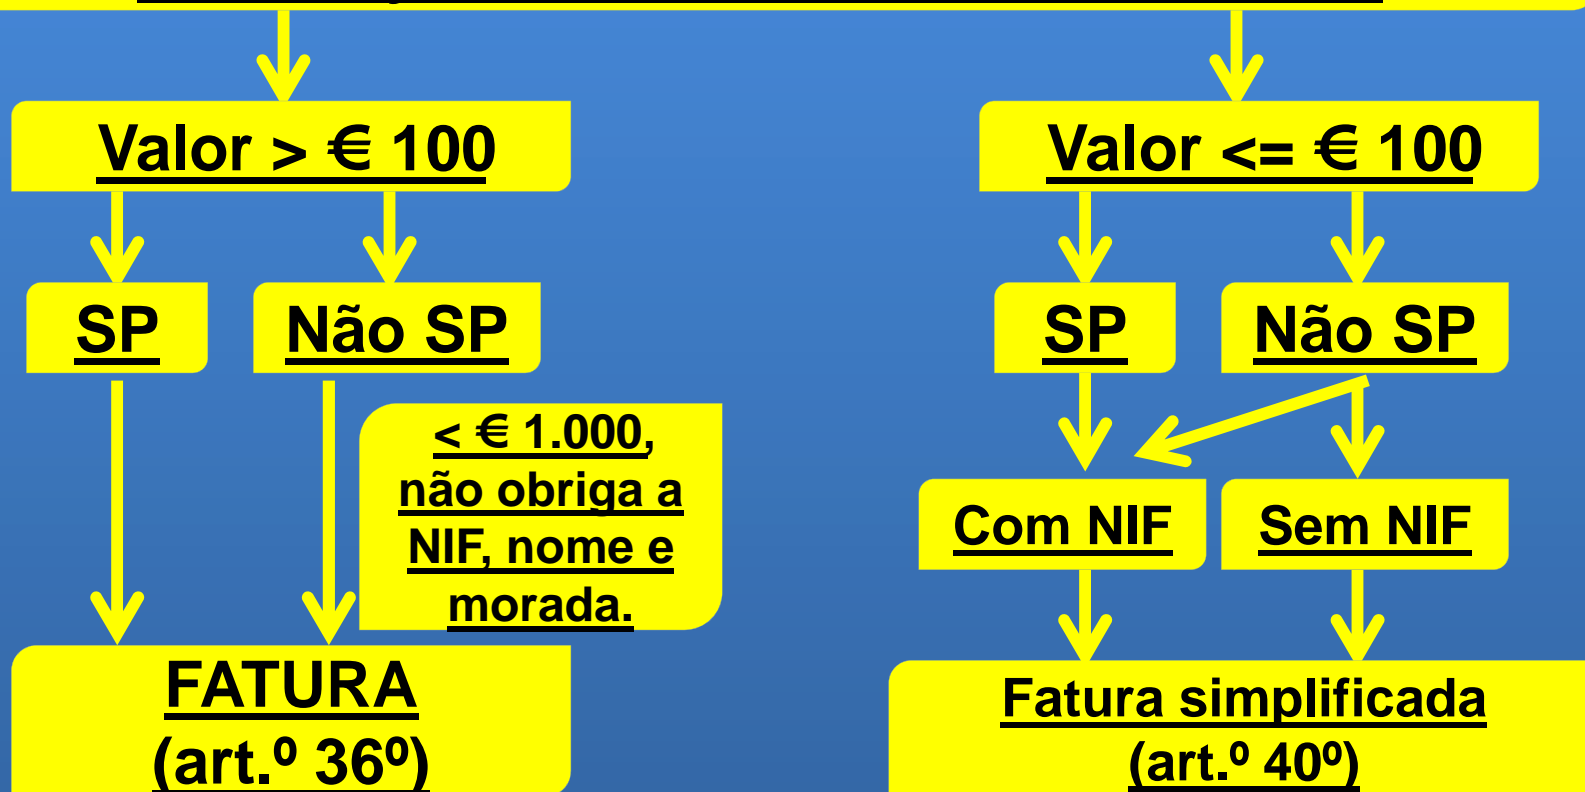 Valor > € 100
Valor <= € 100
SP
Não SP
SP
Não SP
< € 1.000,
não obriga a
NIF, nome e
morada.
Com NIF
Sem NIF
FATURA
(art.º 36º)
Fatura simplificada
(art.º 40º)